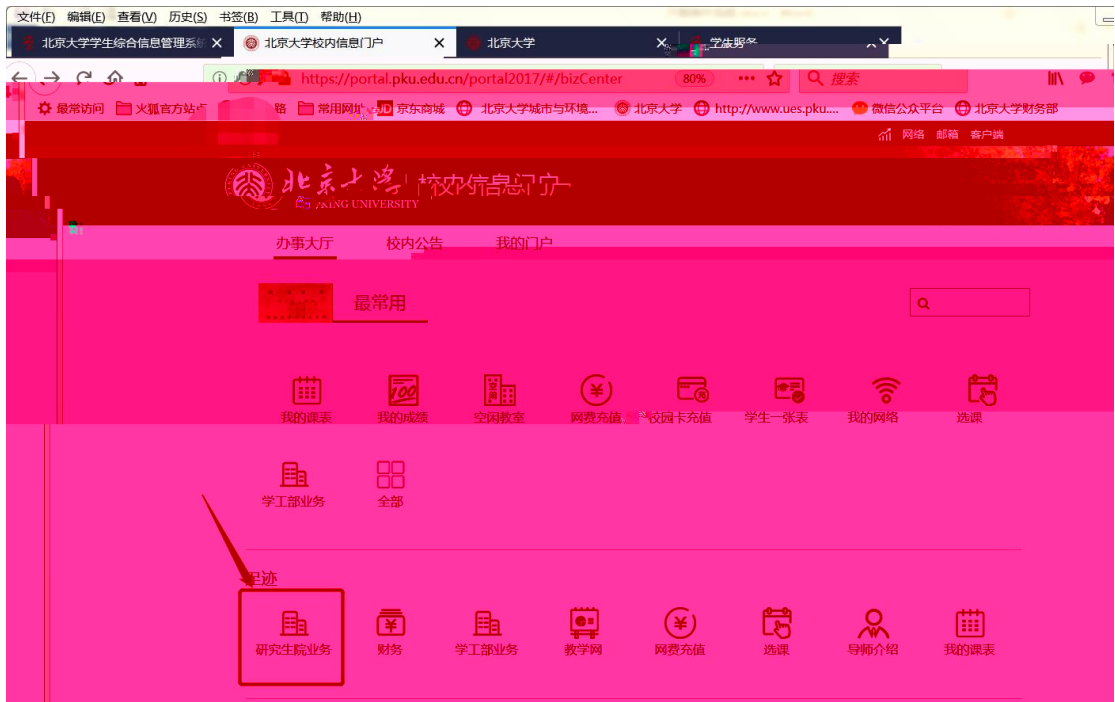 文件(F) 编辑(E) 查看(V) 历史(S) 书签(B) 工具(T) 帮助(H)
北京大学学生综合信息管理系统 北京大学校内信息门户 北京大学
https://portal.pku.edu.cn/portal2017/#/bizCenter 80% 搜索
最常访问 火狐官方站点 常用网址 JD 京东商城 北京大学城市与环境... 北京大学 http://www.ues.pku.... 微信公众平台 北京大学财务部
网络 邮箱 客户端
北京大学 校内信息门户
UNIVERSITY
办事大厅 校内公告 我的门户
最常用
我的课表 我的成绩 空闲教室 网费充值 校园卡充值 学生一张表 我的网络 选课
学工部业务 全部
足迹
研究生院业务 财务 学工部业务 教学网 网费充值 选课 导师介绍 我的课表